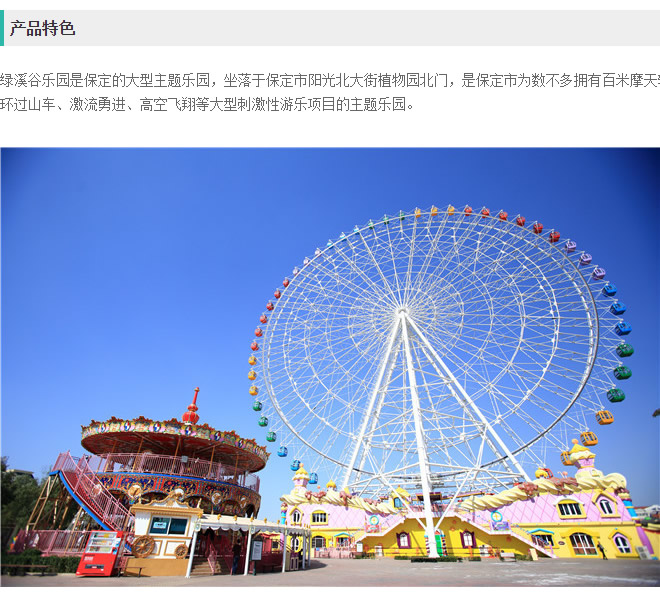 产品特色
绿溪谷乐园是保定的大型主题乐园，坐落于保定市阳光北大街植物园北门，是保定市为数不多拥有百米摩天
环过山车、激流勇进、高空飞翔等大型刺激性游乐项目的主题乐园。